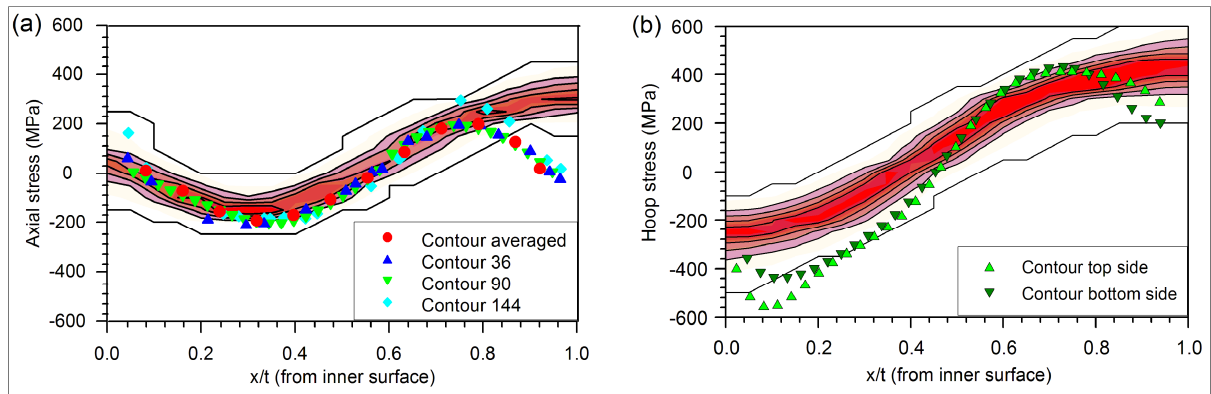 (a)
600
400
200
0
-200
-400
-600
Axial stress (MPa)
Contour averaged
Contour 36
Contour 90
Contour 144
0.0 0.2 0.4 0.6 0.8 1.0
x/t (from inner surface)
(b)
600
400
200
0
-200
-400
-600
Hoop stress (MPa)
Contour top side
Contour bottom side
0.0 0.2 0.4 0.6 0.8 1.0
x/t (from inner surface)